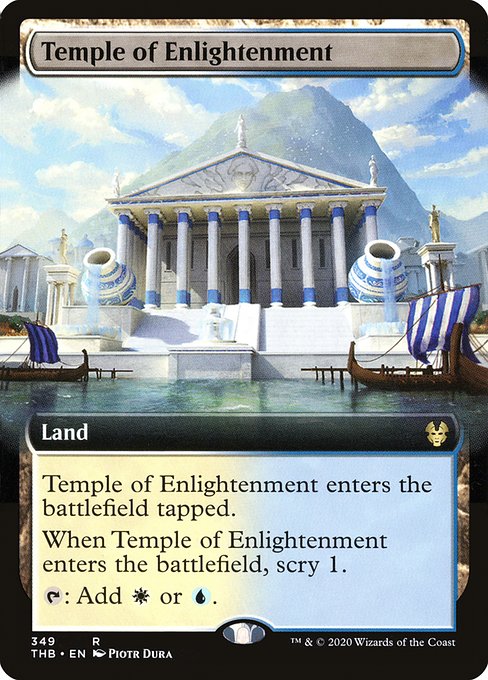 Temple of Enlightenment
Land
Temple of Enlightenment enters the
battlefield tapped.
When Temple of Enlightenment
enters the battlefield, scry 1.
: Add or .
349 R
THB • EN Piotr Dura
™ & © 2020 Wizards of the Coast